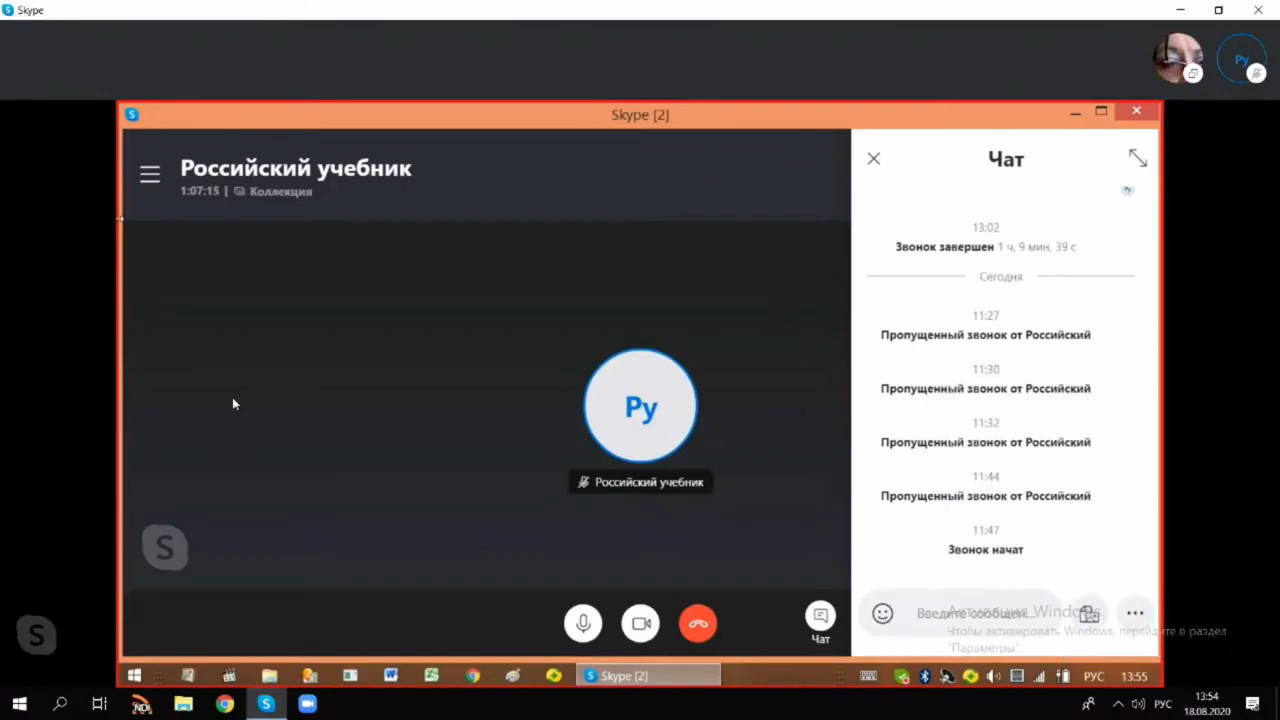 Skype
Ру
Skype [2]
Российский учебник
1:07:15 | Коллекция
Чат
13:02
Звонок завершен 1 ч, 9 мин, 39 с
Сегодня
11:27
Пропущенный звонок от Российский
11:30
Пропущенный звонок от Российский
11:32
Пропущенный звонок от Российский
11:44
Пропущенный звонок от Российский
11:47
Звонок начат
Ру
Российский учебник
Чат
Введите сообщен...
Активация Windows
Чтобы активировать Windows, перейдите в раздел
"Параметры".
Skype [2]
РУС
13:55
NDI
13:54
РУС
18.08.2020